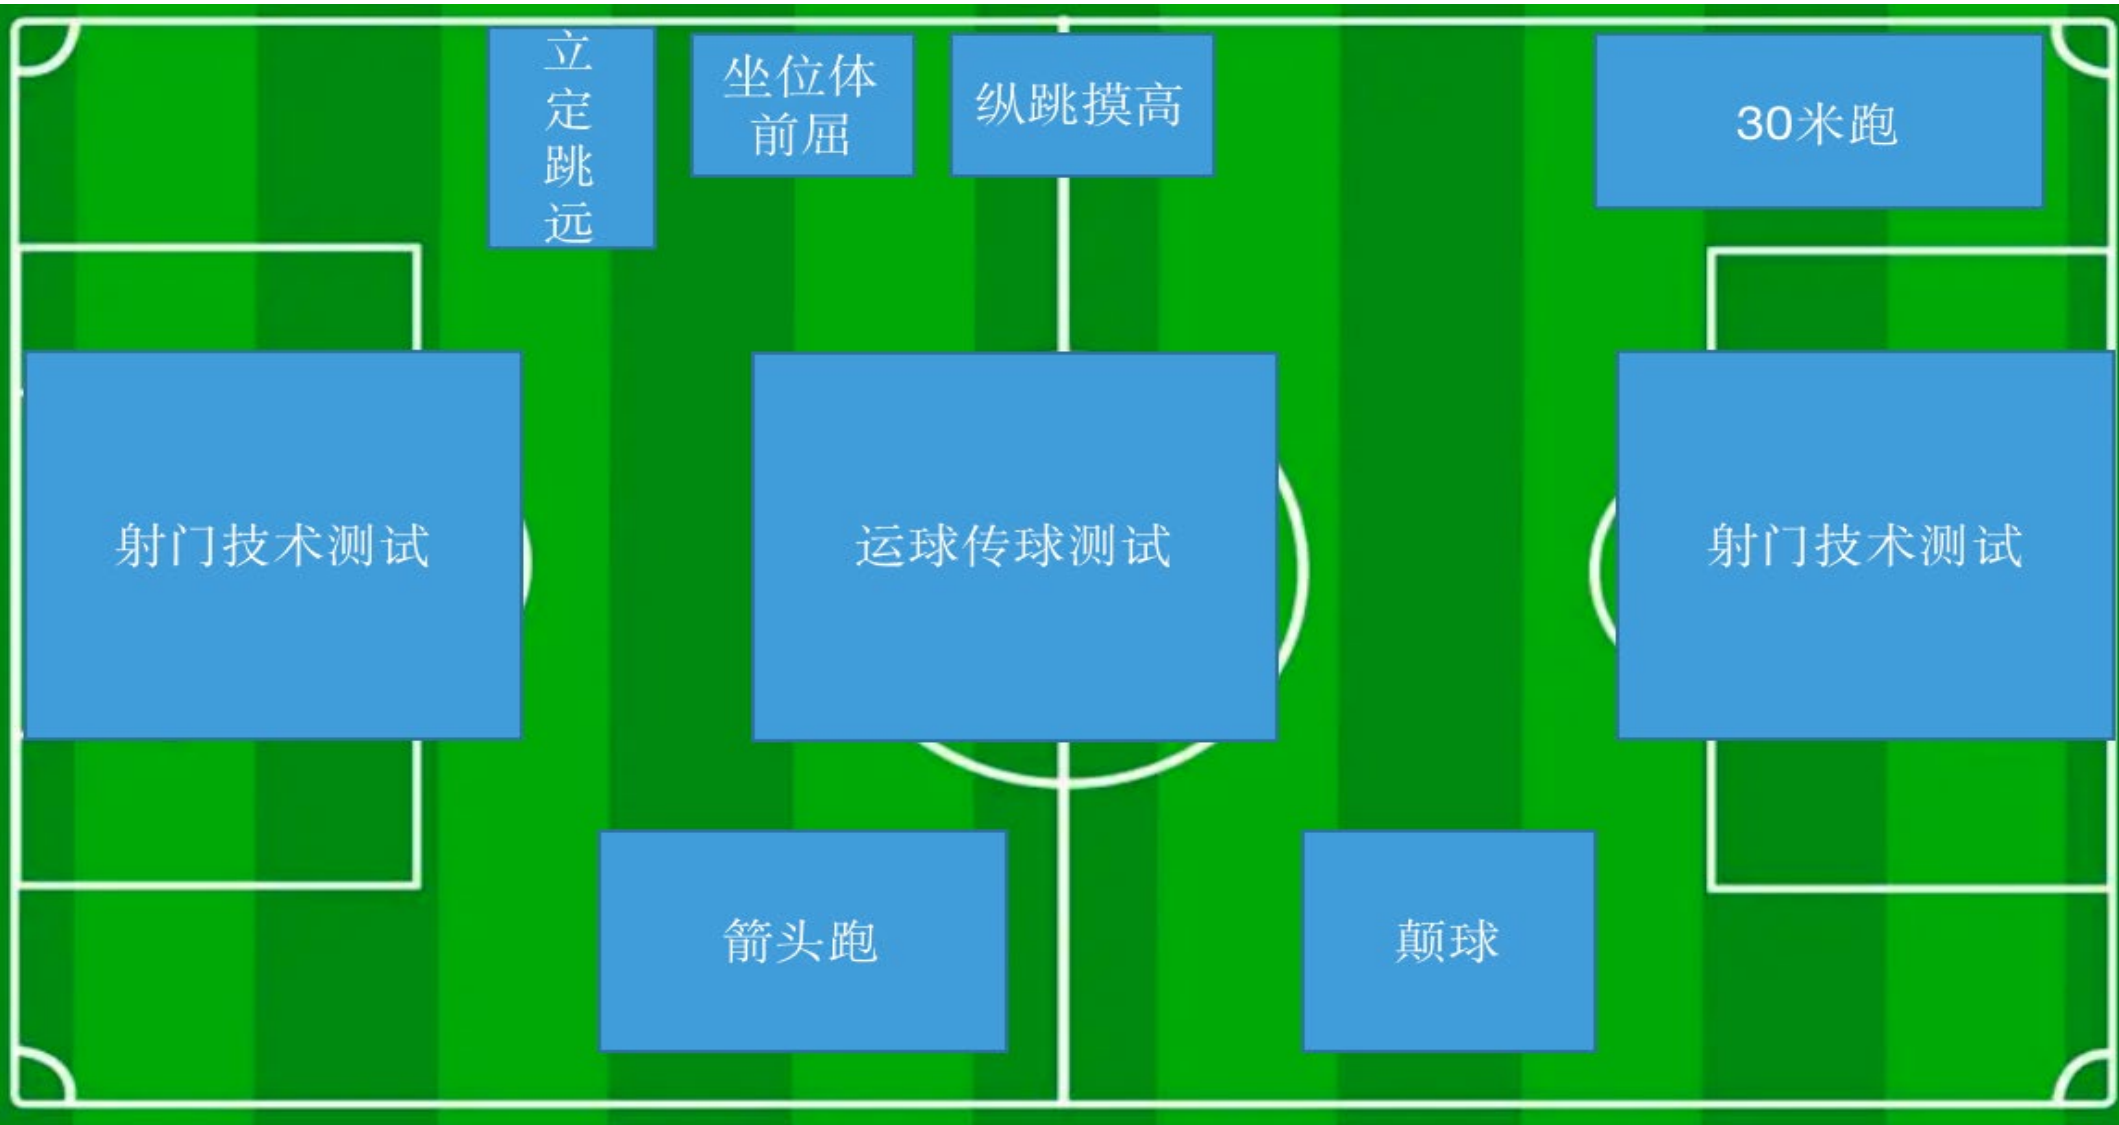 立
定
跳
远
坐位体
前屈
纵跳摸高
30米跑
射门技术测试
运球传球测试
射门技术测试
箭头跑
颠球